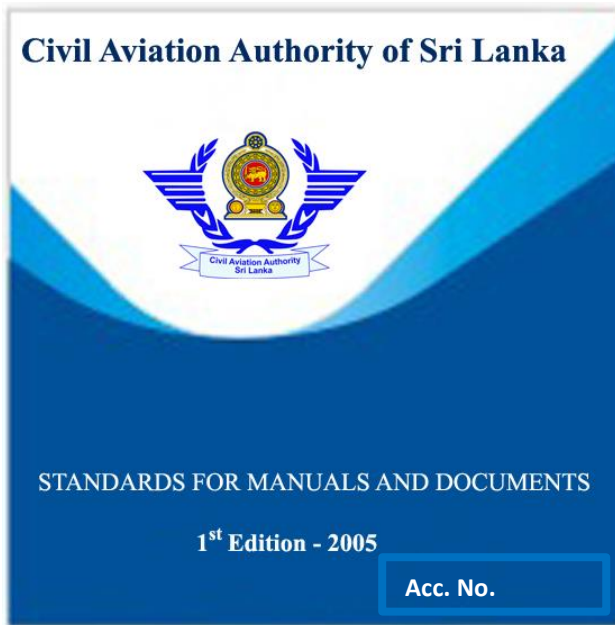 Civil Aviation Authority of Sri Lanka
Civil Aviation Authority
Sri Lanka
STANDARDS FOR MANUALS AND DOCUMENTS
1st Edition - 2005
Acc. No.